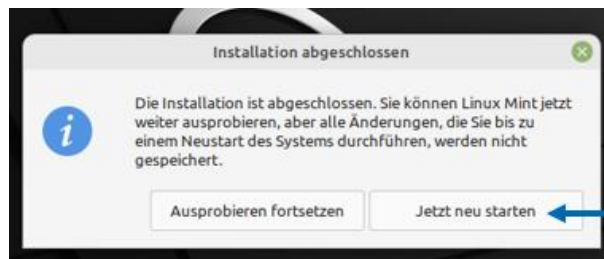 Installation abgeschlossen
Die Installation ist abgeschlossen. Sie können Linux Mint jetzt
weiter ausprobieren, aber alle Änderungen, die Sie bis zu
einem Neustart des Systems durchführen, werden nicht
gespeichert.
Ausprobieren fortsetzen
Jetzt neu starten